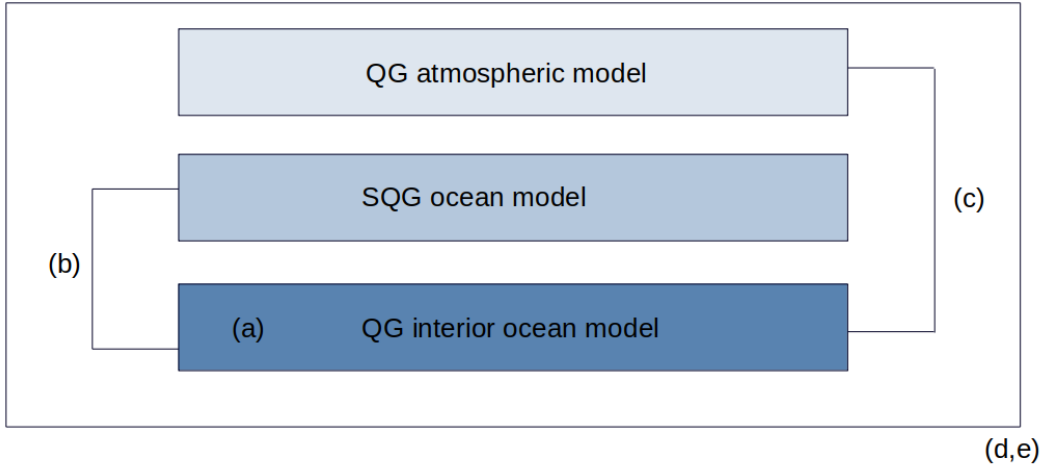 QG atmospheric model
SQG ocean model
(c)
(b)
(a) QG interior ocean model
(d,e)